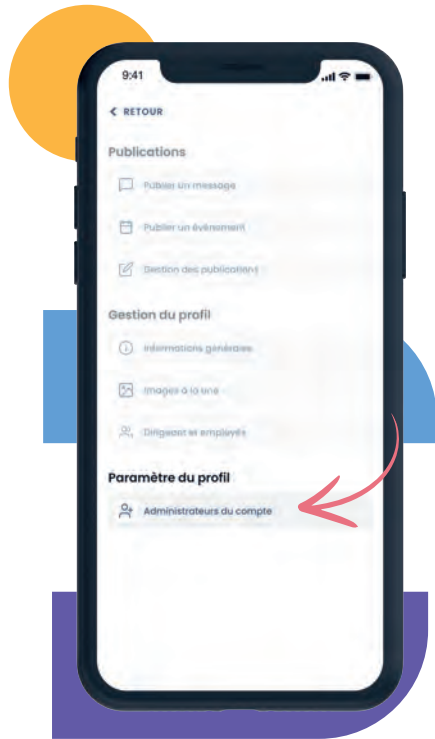 9:41
RETOUR
Publications
Publier un message
Publier un événement
Gestion des publications
Gestion du profil
Informations générales
Images à la une
Dirigeant et employés
Paramètre du profil
Administrateurs du compte